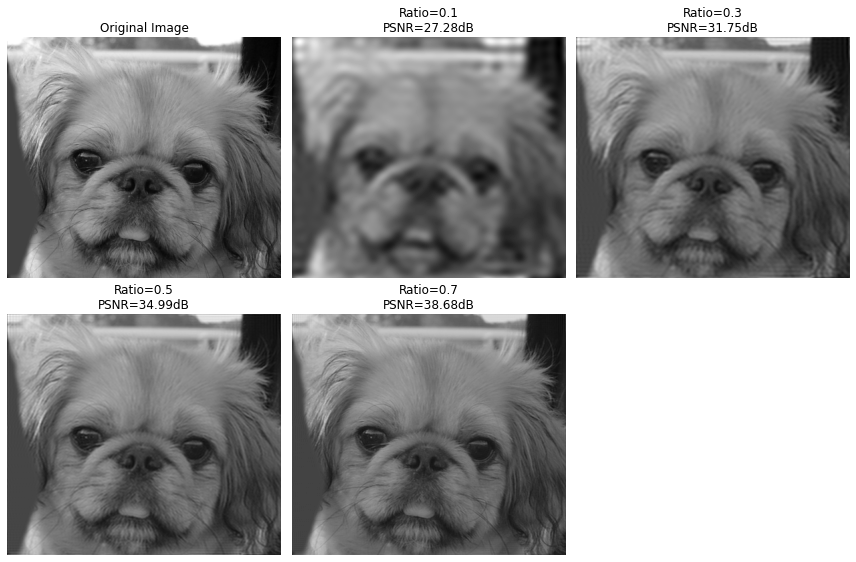 Original Image
Ratio=0.1
PSNR=27.28dB
Ratio=0.3
PSNR=31.75dB
Ratio=0.5
PSNR=34.99dB
Ratio=0.7
PSNR=38.68dB